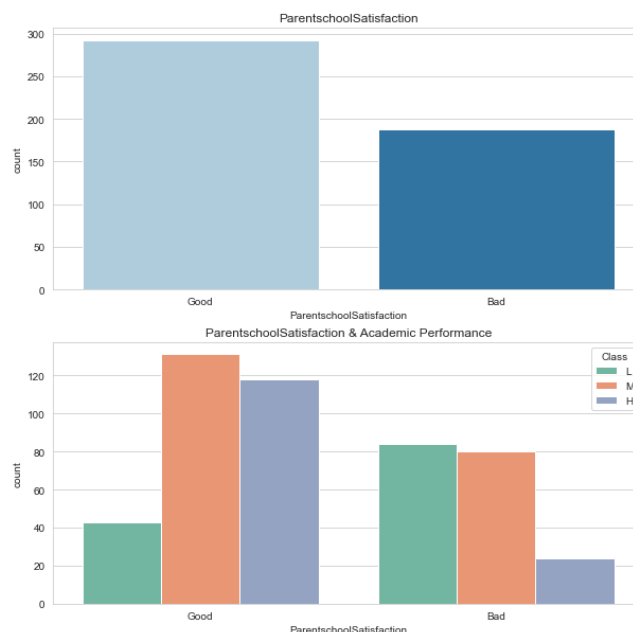 ParentschoolSatisfaction
300
250
200
150
100
50
0
count
Good
Bad
ParentschoolSatisfaction
ParentschoolSatisfaction & Academic Performance
Class
L
M
H
120
100
80
60
40
20
0
count
Good
Bad
ParentschoolSatisfaction